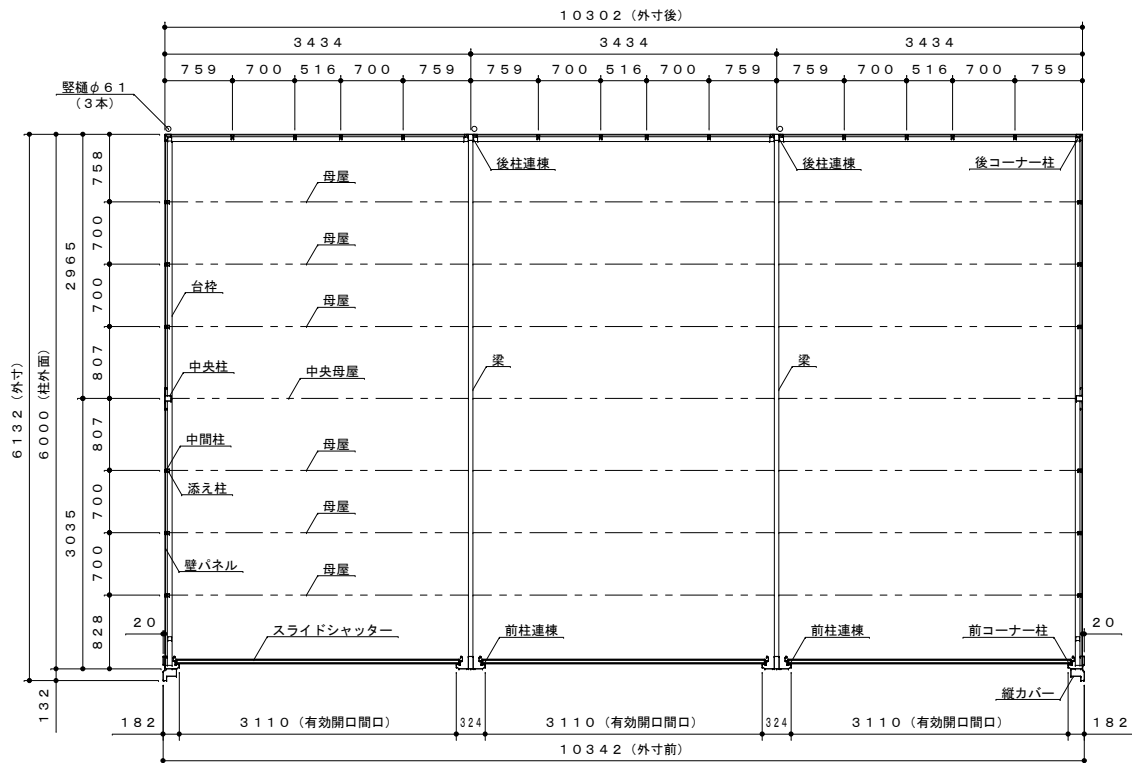 １０３０２（外寸後）
３４３４ ３４３４ ３４３４
７５９ ７００ ５１６ ７００ ７５９ ７５９ ７００ ５１６ ７００ ７５９ ７５９ ７００ ５１６ ７００ ７５９
竪樋φ６１
（３本）
後柱連棟 後柱連棟 後コーナー柱
母屋
母屋
台枠
母屋
中央柱
中央母屋
梁 梁
中間柱
母屋
添え柱
母屋
壁パネル
母屋
スライドシャッター
前柱連棟 前柱連棟 前コーナー柱
縦カバー
６１３２（外寸）
６０００（柱外面）
１３２
２９６５
３０３５
７５８
７００
７００
８０７
８０７
７００
７００
８２８
２０ ２０
１８２ ３１１０（有効開口間口） ３２４ ３１１０（有効開口間口） ３２４ ３１１０（有効開口間口） １８２
１０３４２（外寸前）